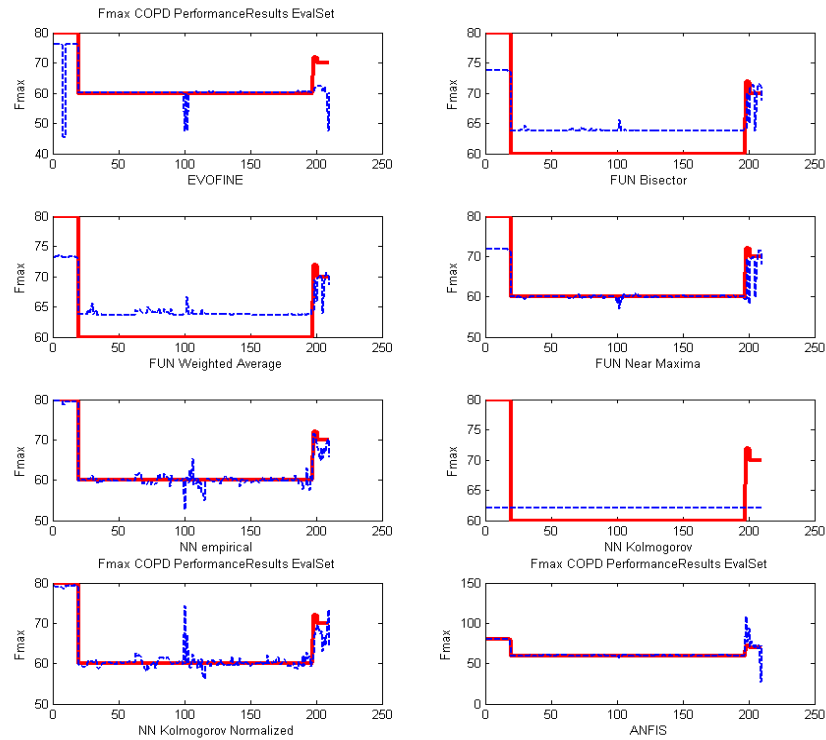 Fmax COPD PerformanceResults EvalSet
80
70
60
50
40
Fmax
0 50 100 150 200 250
EVOFINE
80
75
70
65
60
Fmax
0 50 100 150 200 250
FUN Bisector
80
75
70
65
60
Fmax
0 50 100 150 200 250
FUN Weighted Average
80
70
60
50
Fmax
0 50 100 150 200 250
FUN Near Maxima
80
70
60
50
Fmax
0 50 100 150 200 250
NN empirical
80
75
70
65
60
Fmax
0 50 100 150 200 250
NN Kolmogorov
Fmax COPD PerformanceResults EvalSet
80
70
60
50
Fmax
0 50 100 150 200 250
NN Kolmogorov Normalized
Fmax COPD PerformanceResults EvalSet
150
100
50
0
Fmax
0 50 100 150 200 250
ANFIS